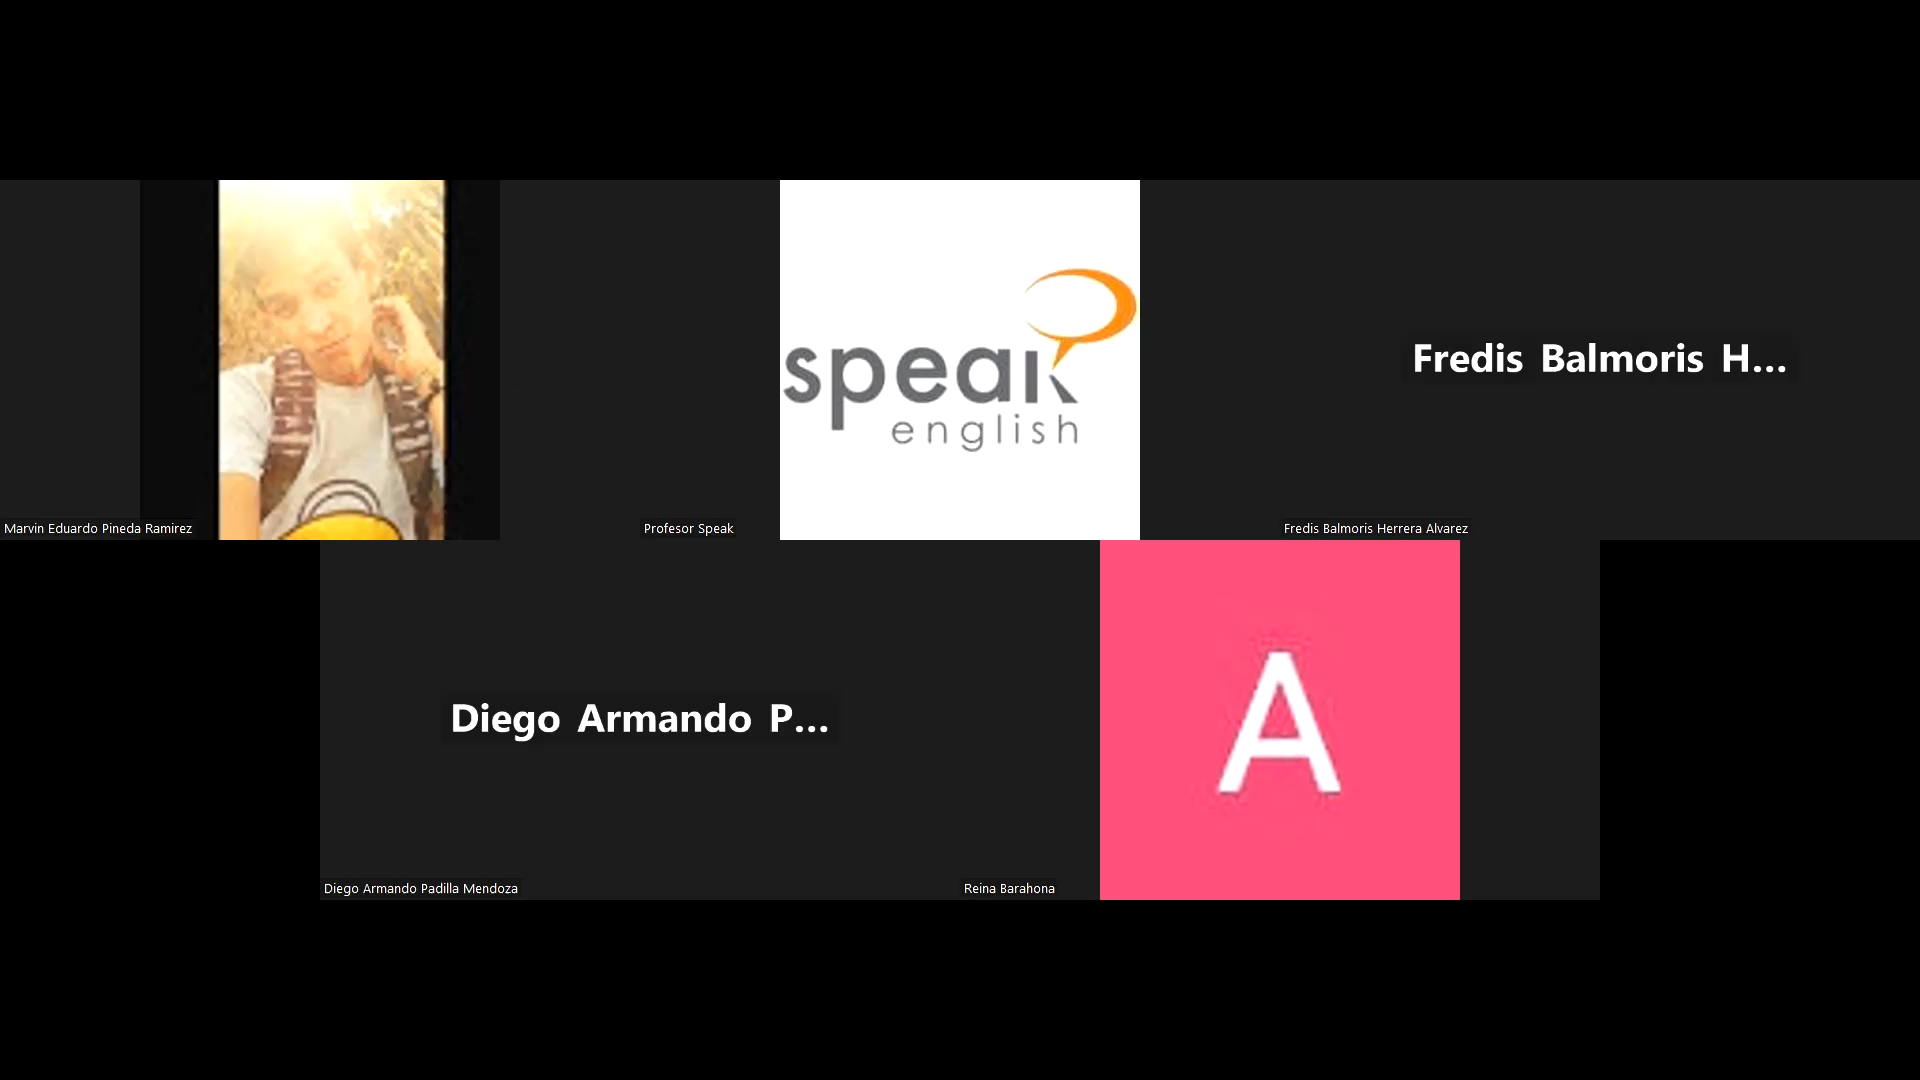 speak
english
Fredis Balmoris H...
Marvin Eduardo Pineda Ramirez
Profesor Speak
Fredis Balmoris Herrera Alvarez
Diego Armando P...
A
Diego Armando Padilla Mendoza
Reina Barahona